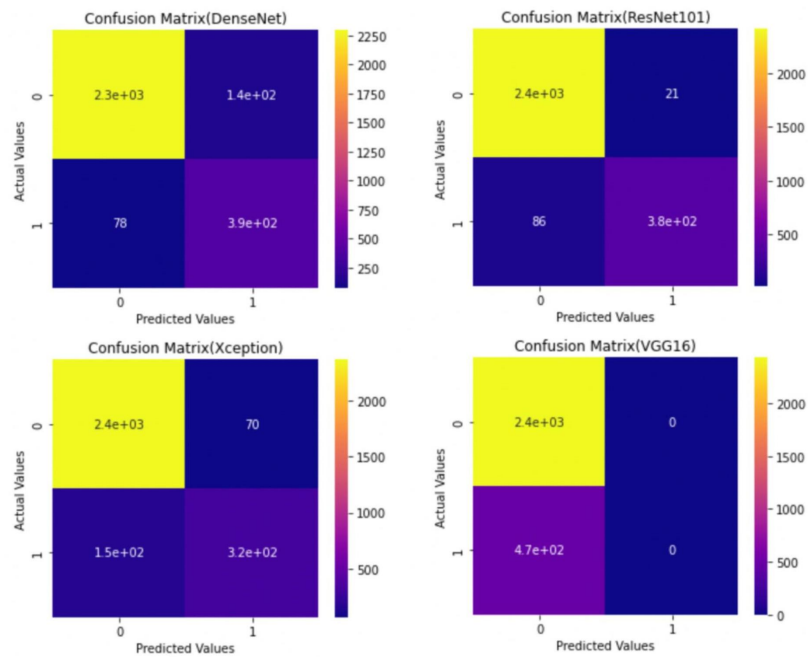 Confusion Matrix(DenseNet)
Actual Values
0
1
2.3e+03
1.4e+02
78
3.9e+02
0
1
Predicted Values
2250
2000
1750
1500
1250
1000
750
500
250
Confusion Matrix(ResNet101)
Actual Values
0
1
2.4e+03
21
86
3.8e+02
0
1
Predicted Values
2000
1500
1000
500
Confusion Matrix(Xception)
Actual Values
0
1
2.4e+03
70
1.5e+02
3.2e+02
0
1
Predicted Values
2000
1500
1000
500
Confusion Matrix(VGG16)
Actual Values
0
1
2.4e+03
0
4.7e+02
0
0
1
Predicted Values
2000
1500
1000
500
0